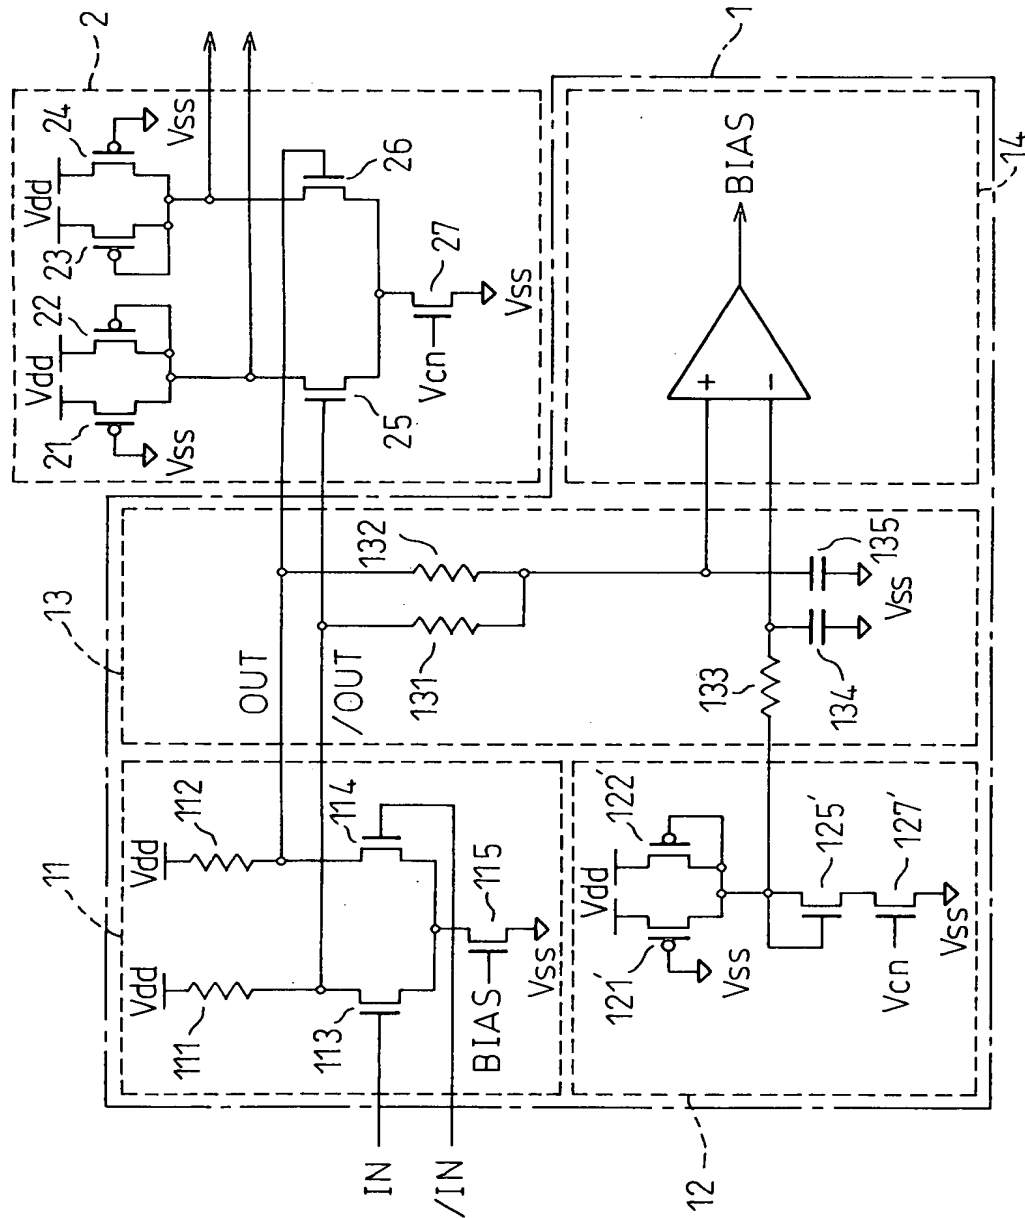 2
24
Vdd
Vss
23
22
Vdd
21
Vss
26
27
Vss
Vcn
25
1
BIAS
+
−
14
13
132
OUT
/OUT
131
135
Vss
134
133
11
Vdd
112
114
115
Vdd
111
113
BIAS
Vss
IN
/IN
122'
Vdd
121'
Vss
125'
127'
Vcn
Vss
12